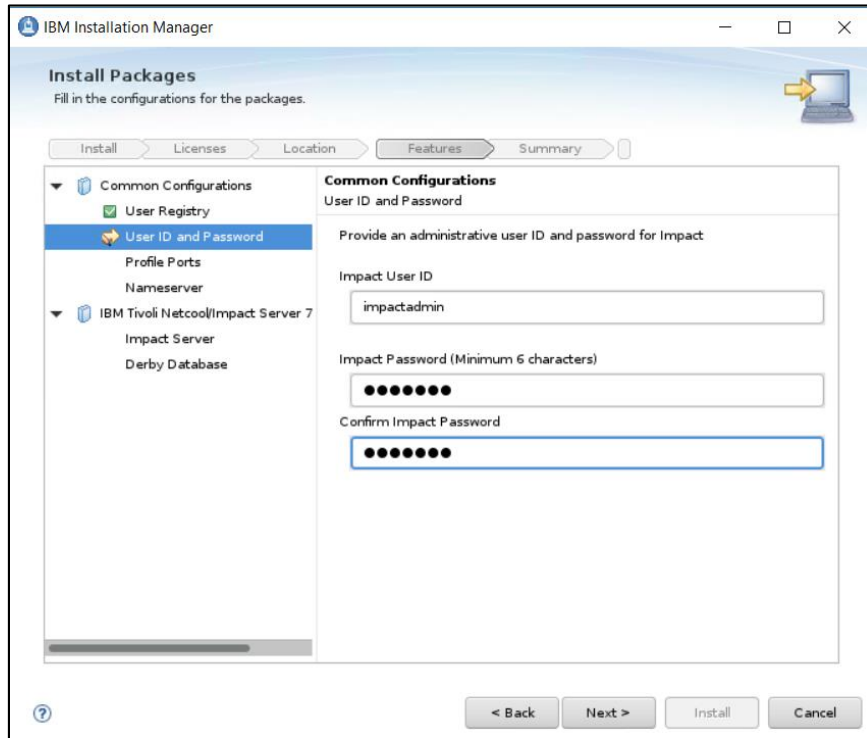 IBM Installation Manager
Install Packages
Fill in the configurations for the packages.
Install
Licenses
Location
Features
Summary
Common Configurations
User Registry
User ID and Password
Profile Ports
Nameserver
IBM Tivoli Netcool/Impact Server 7
Impact Server
Derby Database
Common Configurations
User ID and Password
Provide an administrative user ID and password for Impact
Impact User ID
impactadmin
Impact Password (Minimum 6 characters)
●●●●●●●
Confirm Impact Password
●●●●●●●
?
< Back
Next >
Install
Cancel